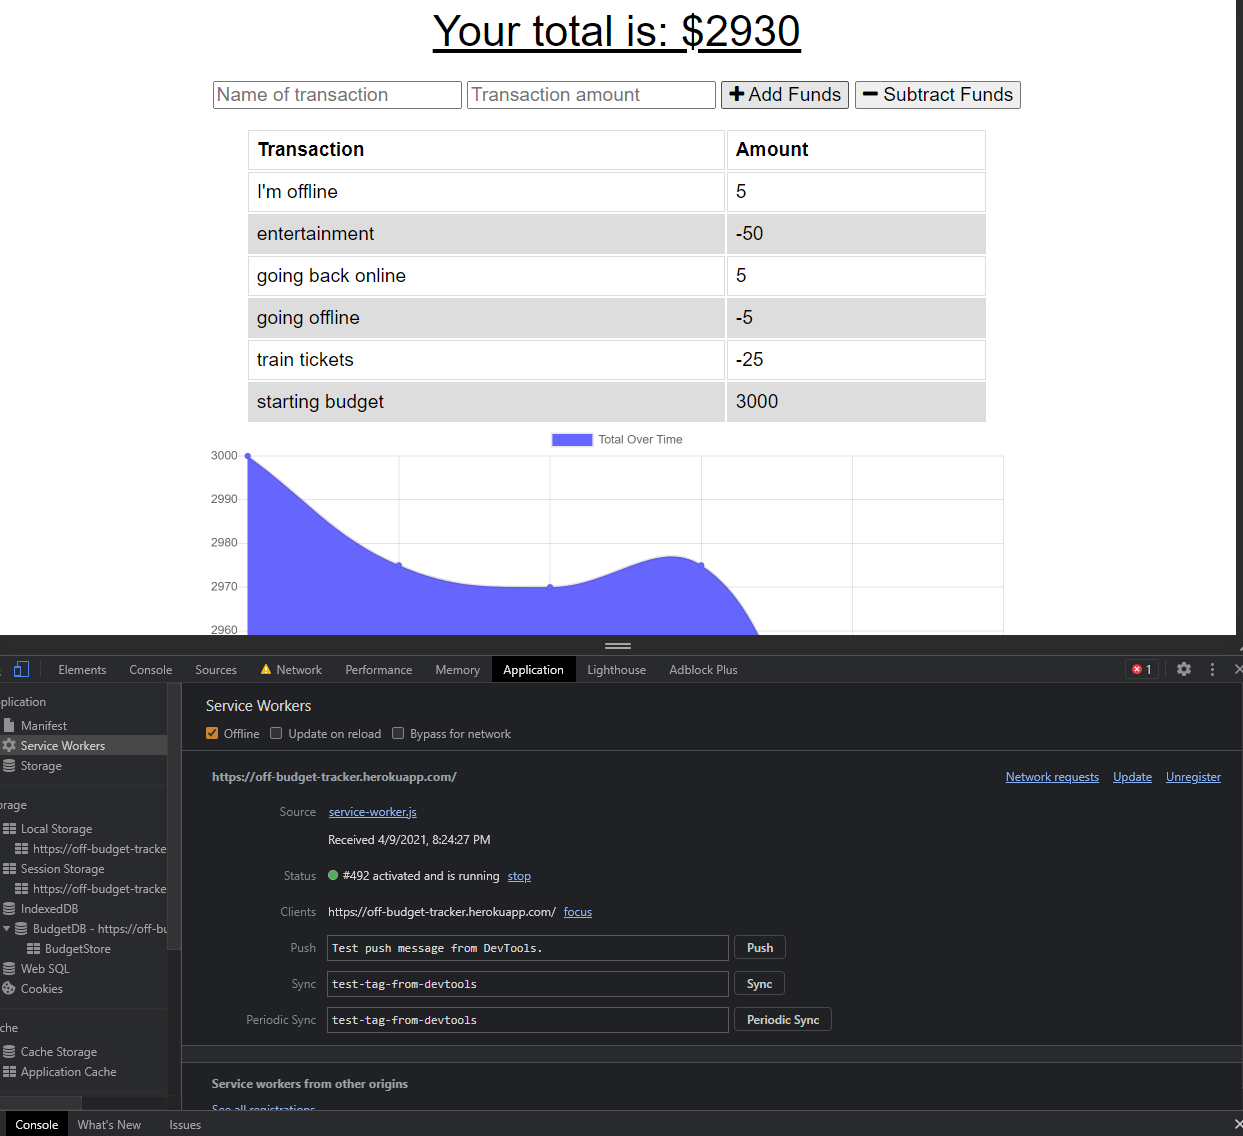 Your total is: $2930
Name of transaction Transaction amount Add Funds Subtract Funds
Transaction Amount
I'm offline 5
entertainment -50
going back online 5
going offline -5
train tickets -25
starting budget 3000
Total Over Time
3000
2990
2980
2970
2960
Elements Console Sources Network Performance Memory Application Lighthouse Adblock Plus 1
plication
Manifest
Service Workers
Storage
orage
Local Storage
https://off-budget-tracke
Session Storage
https://off-budget-tracke
IndexedDB
BudgetDB - https://off-bu
BudgetStore
Web SQL
Cookies
che
Cache Storage
Application Cache
Service Workers
Offline Update on reload Bypass for network
https://off-budget-tracker.herokuapp.com/ Network requests Update Unregister
Source service-worker.js
Received 4/9/2021, 8:24:27 PM
Status #492 activated and is running stop
Clients https://off-budget-tracker.herokuapp.com/ focus
Push Test push message from DevTools. Push
Sync test-tag-from-devtools Sync
Periodic Sync test-tag-from-devtools Periodic Sync
Service workers from other origins
See all registrations
Console What's New Issues